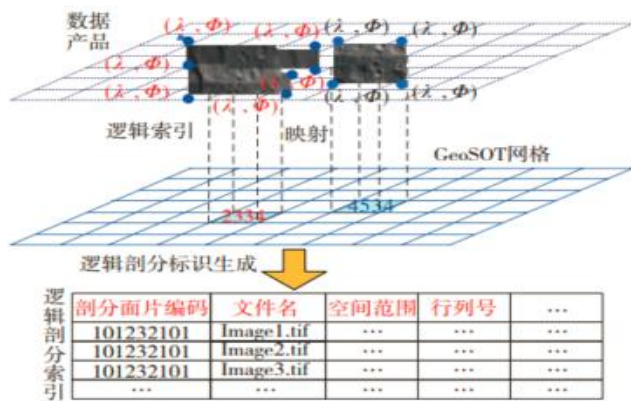 数据
产品
(λ,Φ) (λ,Φ) (λ,Φ) (λ,Φ)
(λ,Φ)
(λ,Φ) (λ,Φ) (λ,Φ) (λ,Φ)
(λ,Φ)
逻辑索引 映射
GeoSOT网格
2334 4534
逻辑剖分标识生成
逻辑剖分索引
剖分面片编码 文件名 空间范围 行列号 …
101232101 Image1.tif … … …
101232101 Image2.tif … … …
101232101 Image3.tif … … …
… … … … …